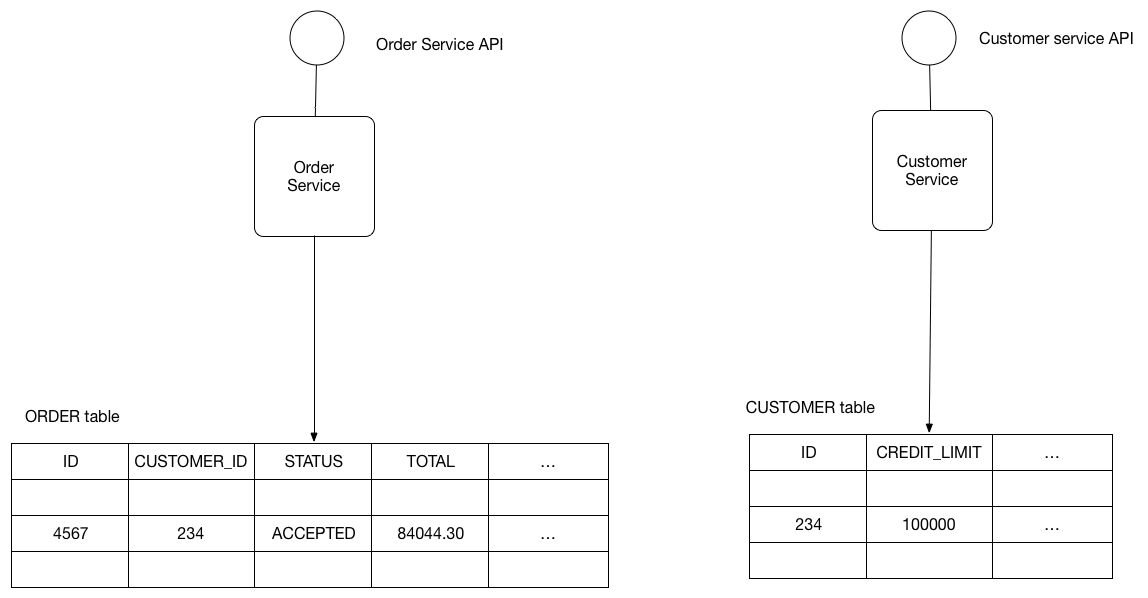 Order Service API
Customer service API
Order
Service
Customer
Service
ORDER table
ID CUSTOMER_ID STATUS TOTAL ...
4567 234 ACCEPTED 84044.30 ...
CUSTOMER table
ID CREDIT_LIMIT ...
234 100000 ...